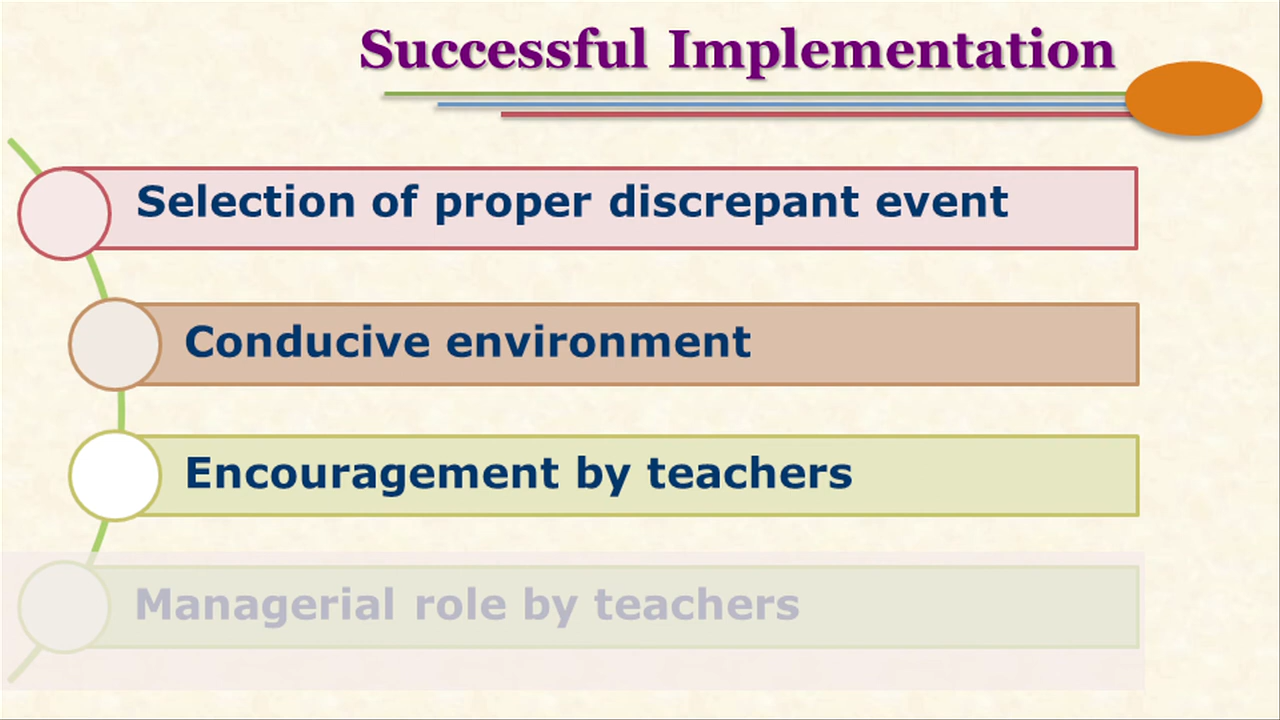 Successful Implementation
Selection of proper discrepant event
Conducive environment
Encouragement by teachers
Managerial role by teachers